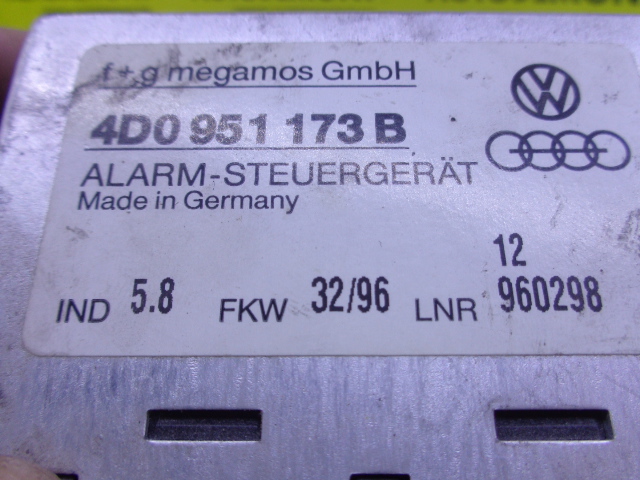 f+g megamos GmbH
4D0 951 173 B
ALARM-STEUERGERÄT
Made in Germany
12
IND 5.8 FKW 32/96 LNR 960298